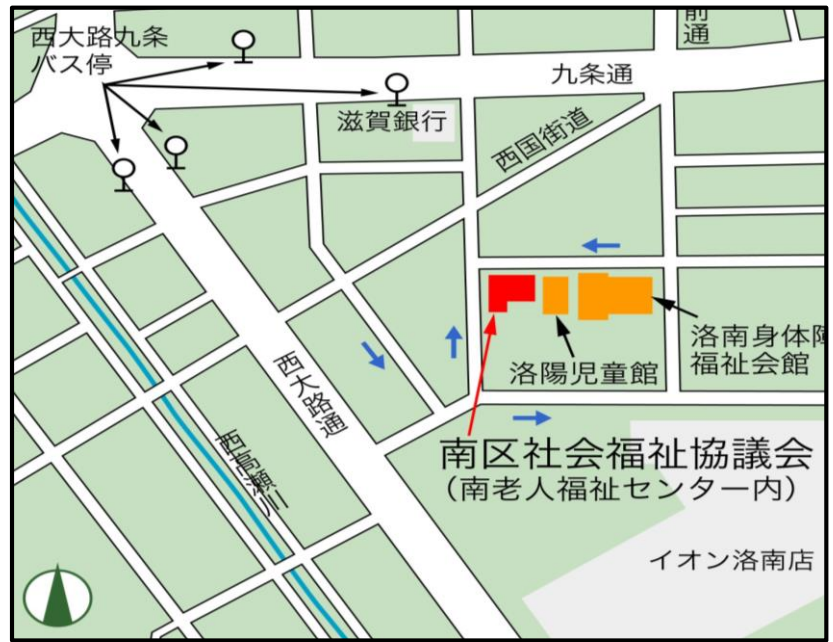 西大路九条
バス停
前通
九条通
滋賀銀行
西国街道
洛南身体障
福祉会館
洛陽児童館
西大路通
西高瀬川
南区社会福祉協議会
（南老人福祉センター内）
イオン洛南店